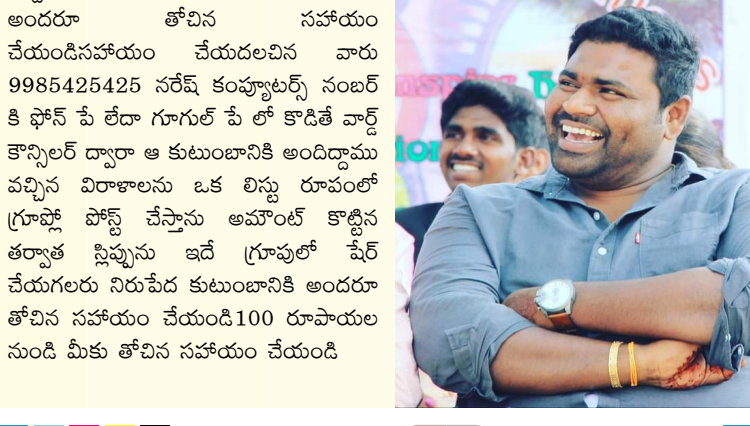 అందరూ తోచిన సహాయం
చేయండిసహాయం చేయదలచిన వారు
9985425425 నరేష్ కంప్యూటర్స్ నంబర్
కి ఫోన్ పే లేదా గూగుల్ పే లో కొడితే వార్డ్
కౌన్సిలర్ ద్వారా ఆ కుటుంబానికి అందిద్దాము
వచ్చిన విరాళాలను ఒక లిస్టు రూపంలో
గ్రూప్లో పోస్ట్ చేస్తాను అమౌంట్ కొట్టిన
తర్వాత స్లిప్పును ఇదే గ్రూపులో షేర్
చేయగలరు నిరుపేద కుటుంబానికి అందరూ
తోచిన సహాయం చేయండి100 రూపాయల
నుండి మీకు తోచిన సహాయం చేయండి